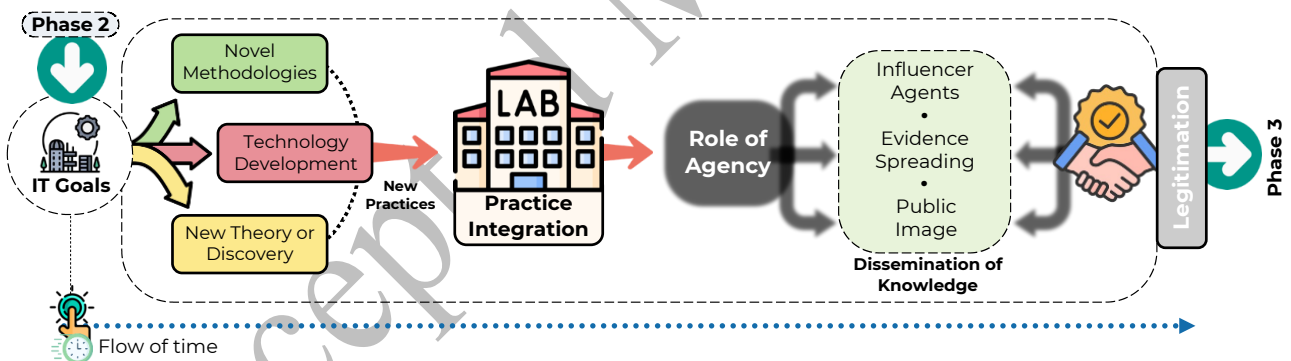 Phase 2
IT Goals
Novel
Methodologies
Technology
Development
New Theory or
Discovery
New
Practices
LAB
Practice
Integration
Role of
Agency
Influencer
Agents
•
Evidence
Spreading
•
Public
Image
Dissemination of
Knowledge
Legitimation
Phase 3
Flow of time